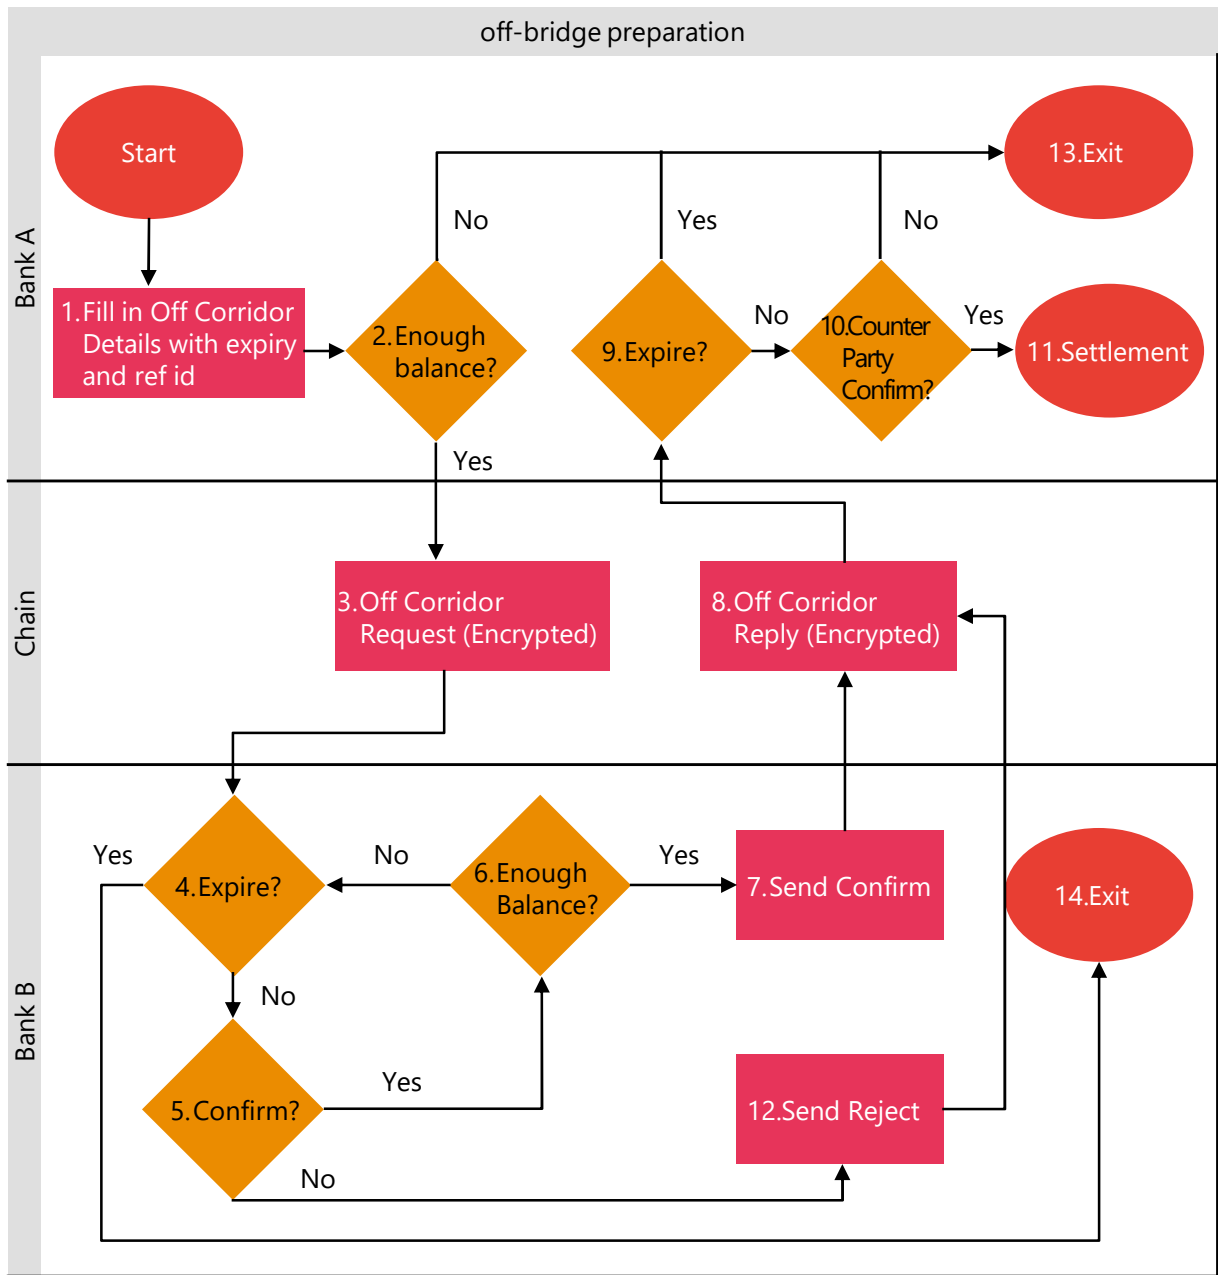 off-bridge preparation
Bank A
Start
13.Exit
No
Yes
No
1.Fill in Off Corridor
Details with expiry
and ref id
2.Enough
balance?
9.Expire?
No
10.Counter
Party
Confirm?
Yes
11.Settlement
Yes
Chain
3.Off Corridor
Request (Encrypted)
8.Off Corridor
Reply (Encrypted)
Bank B
Yes
4.Expire?
No
6.Enough
Balance?
Yes
7.Send Confirm
14.Exit
No
5.Confirm?
Yes
12.Send Reject
No